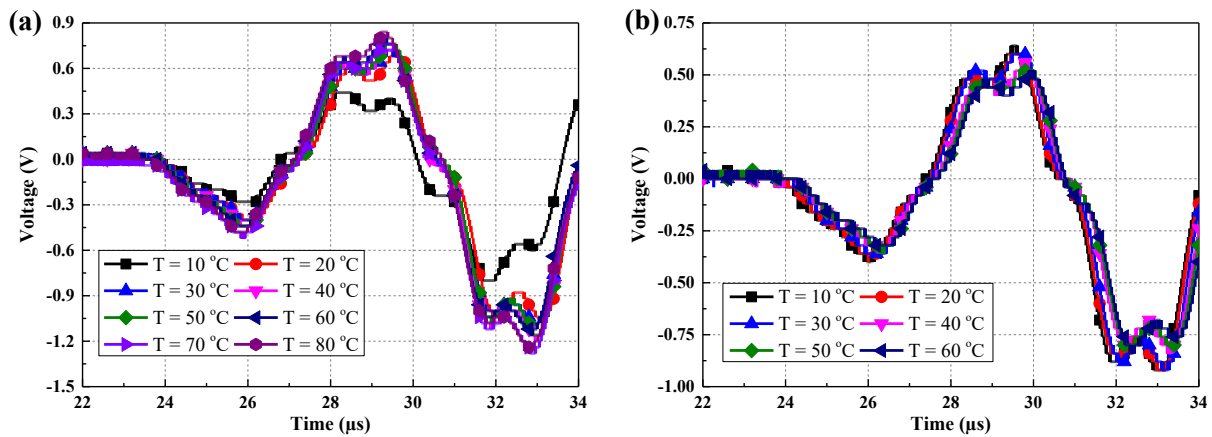 (a)
Voltage (V)
0.9
0.6
0.3
0.0
-0.3
-0.6
-0.9
-1.2
-1.5
T = 10 °C T = 20 °C
T = 30 °C T = 40 °C
T = 50 °C T = 60 °C
T = 70 °C T = 80 °C
22 24 26 28 30 32 34
Time (μs)
(b)
Voltage (V)
0.75
0.50
0.25
0.00
-0.25
-0.50
-0.75
-1.00
T = 10 °C T = 20 °C
T = 30 °C T = 40 °C
T = 50 °C T = 60 °C
22 24 26 28 30 32 34
Time (μs)